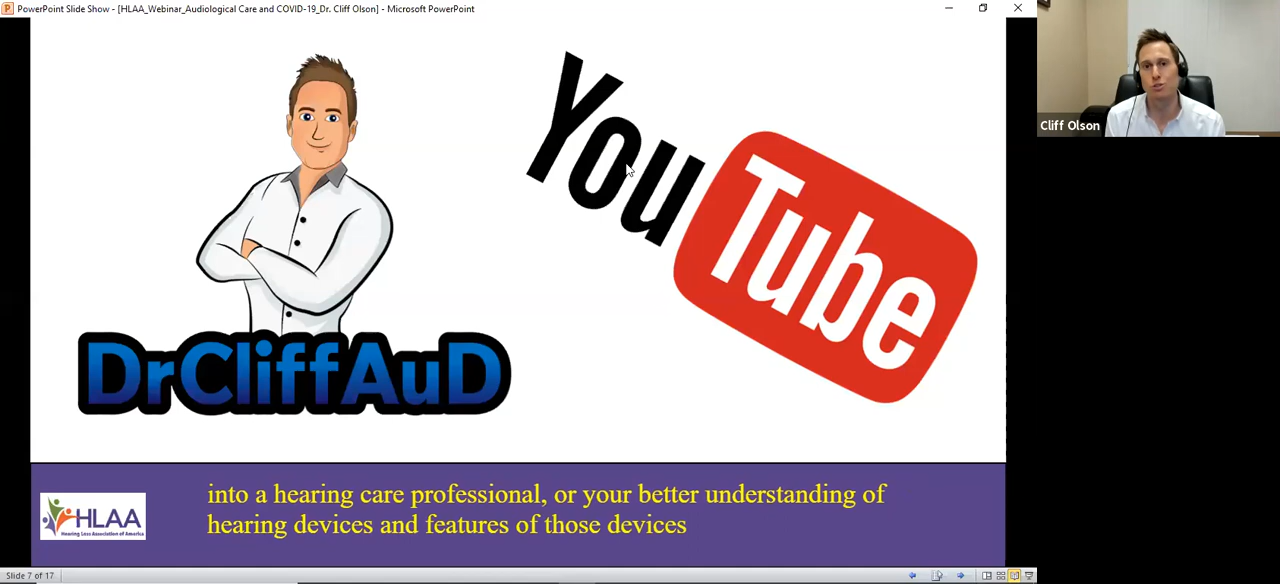 PowerPoint Slide Show - [HLAA_Webinar_Audiological Care and COVID-19_Dr. Cliff Olson] - Microsoft PowerPoint
Cliff Olson
YouTube
DrCliffAuD
into a hearing care professional, or your better understanding of
hearing devices and features of those devices
HLAA
Hearing Loss Association of America
Slide 7 of 17